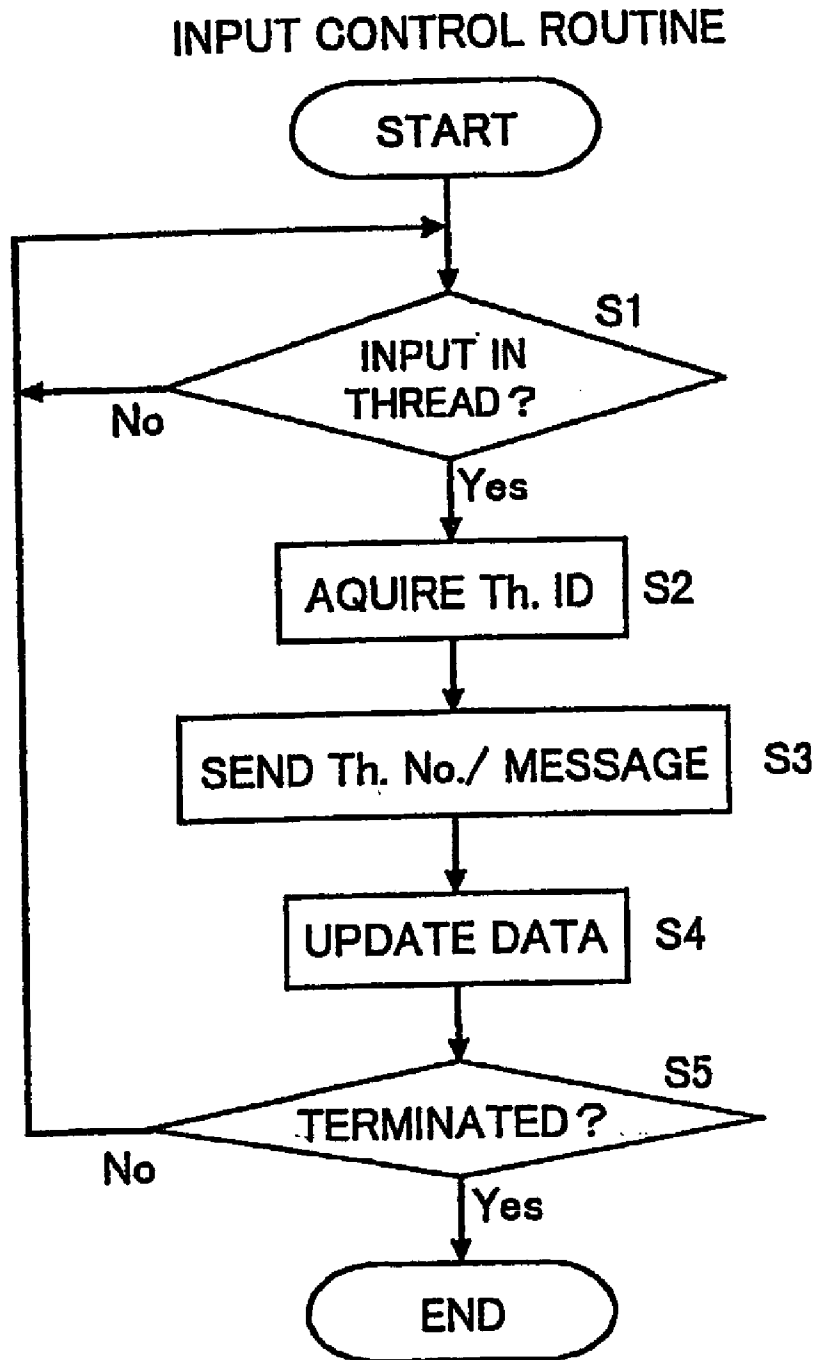 INPUT CONTROL ROUTINE
START
S1
INPUT IN
THREAD?
No
Yes
AQUIRE Th. ID
S2
SEND Th. No./ MESSAGE
S3
UPDATE DATA
S4
S5
TERMINATED?
No
Yes
END